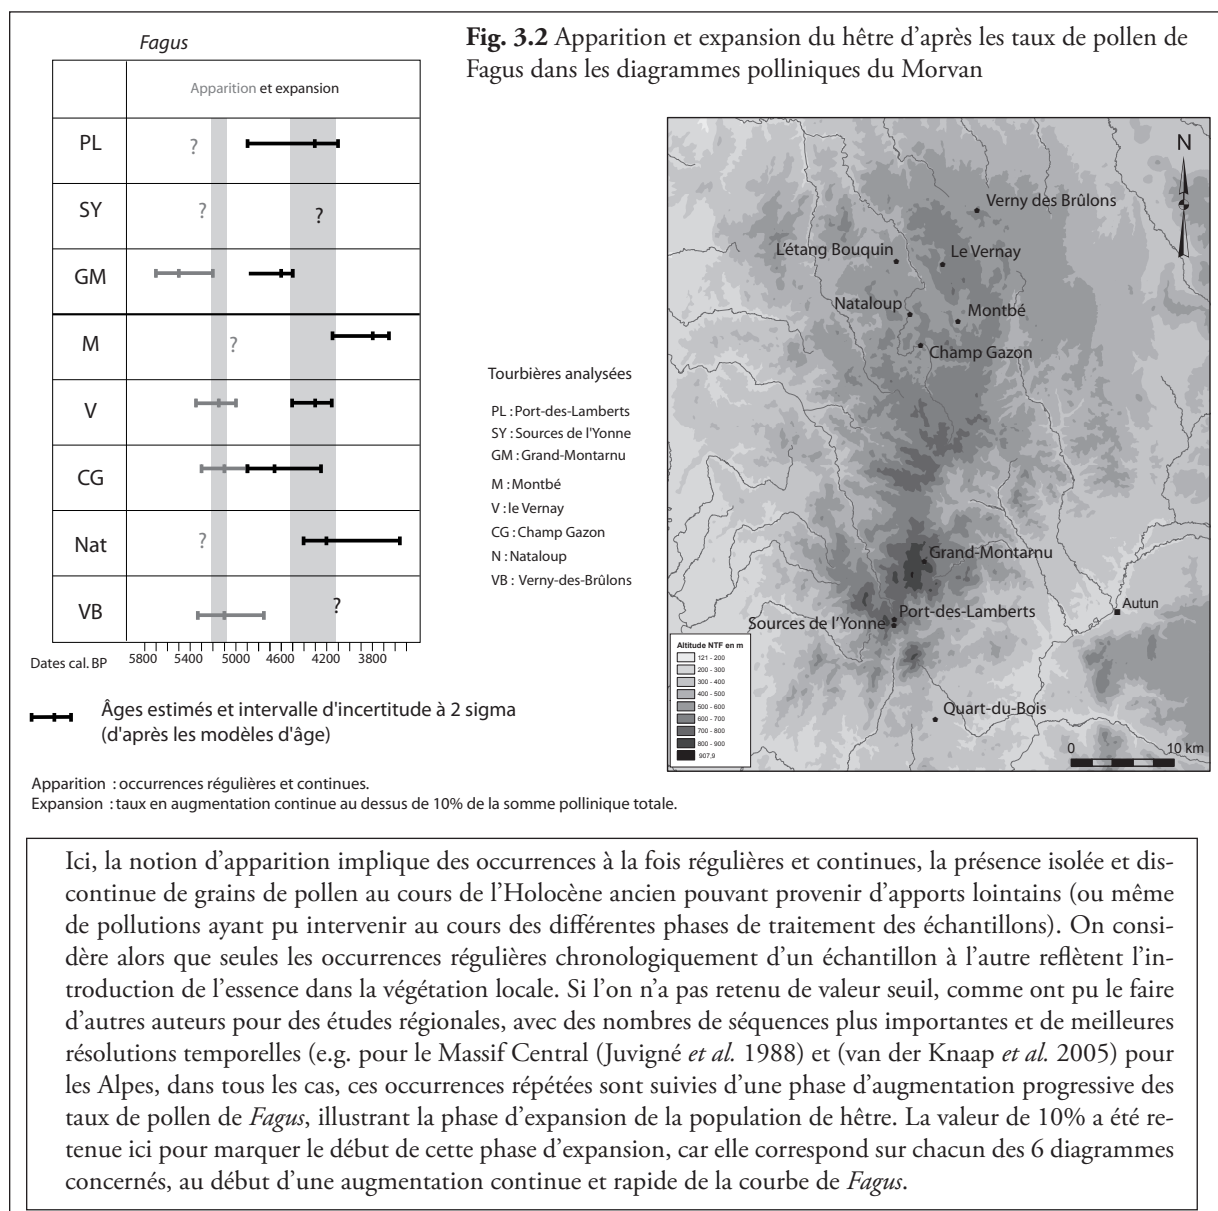 Fig. 3.2 Apparition et expansion du hêtre d'après les taux de pollen de
Fagus dans les diagrammes polliniques du Morvan
Fagus
Apparition et expansion
PL
?
SY
?
?
GM
M
?
V
CG
Nat
?
VB
?
Dates cal. BP
5800
5400
5000
4600
4200
3800
Âges estimés et intervalle d'incertitude à 2 sigma
(d'après les modèles d'âge)
Apparition : occurrences régulières et continues.
Expansion : taux en augmentation continue au dessus de 10% de la somme pollinique totale.
Tourbières analysées
PL : Port-des-Lamberts
SY : Sources de l'Yonne
GM : Grand-Montarnu
M : Montbé
V : le Vernay
CG : Champ Gazon
N : Nataloup
VB : Verny-des-Brûlons
N
Verny des Brûlons
L'étang Bouquin
Le Vernay
Nataloup
Montbé
Champ Gazon
Grand-Montarnu
Autun
Port-des-Lamberts
Sources de l'Yonne
Quart-du-Bois
Altitude NTF en m
121 - 200
200 - 300
300 - 400
400 - 500
500 - 600
600 - 700
700 - 800
800 - 900
907,9
0
10 km
Ici, la notion d'apparition implique des occurrences à la fois régulières et continues, la présence isolée et dis-
continue de grains de pollen au cours de l'Holocène ancien pouvant provenir d'apports lointains (ou même
de pollutions ayant pu intervenir au cours des différentes phases de traitement des échantillons). On consi-
dère alors que seules les occurrences régulières chronologiquement d'un échantillon à l'autre reflètent l'in-
troduction de l'essence dans la végétation locale. Si l'on n'a pas retenu de valeur seuil, comme ont pu le faire
d'autres auteurs pour des études régionales, avec des nombres de séquences plus importantes et de meilleures
résolutions temporelles (e.g. pour le Massif Central (Juvigné et al. 1988) et (van der Knaap et al. 2005) pour
les Alpes, dans tous les cas, ces occurrences répétées sont suivies d'une phase d'augmentation progressive des
taux de pollen de Fagus, illustrant la phase d'expansion de la population de hêtre. La valeur de 10% a été re-
tenue ici pour marquer le début de cette phase d'expansion, car elle correspond sur chacun des 6 diagrammes
concernés, au début d'une augmentation continue et rapide de la courbe de Fagus.